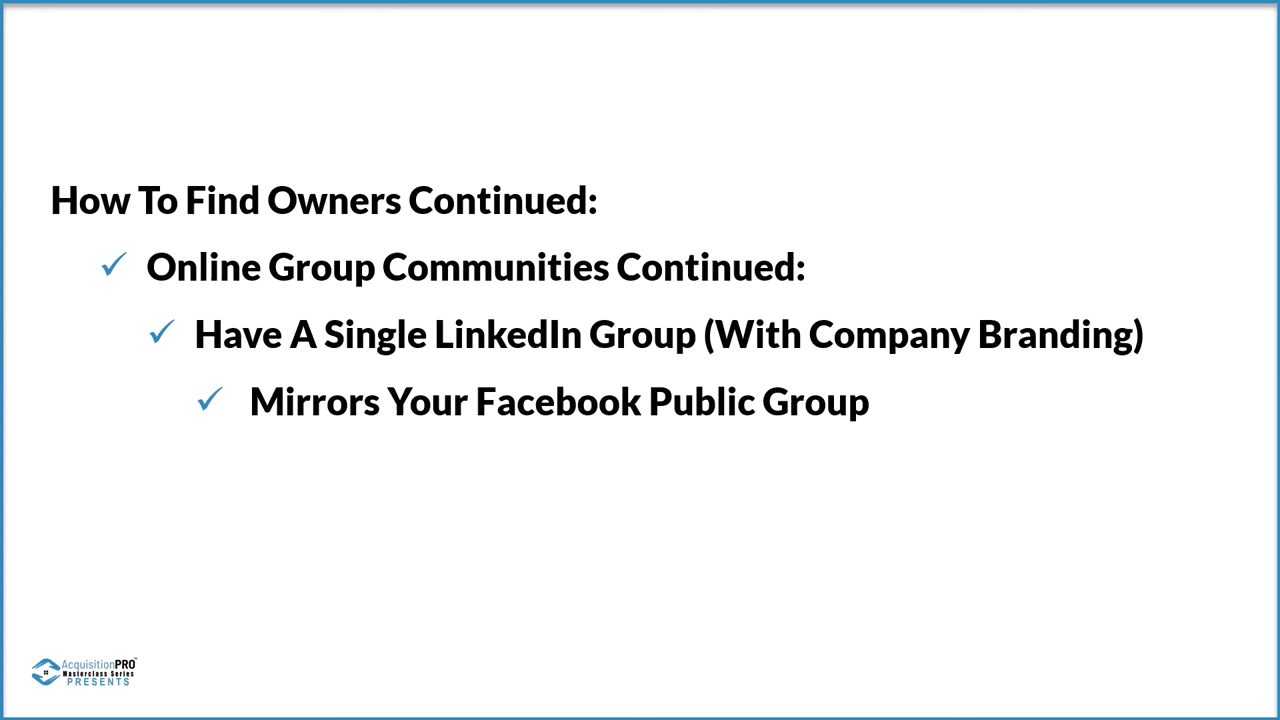 How To Find Owners Continued:
✓ Online Group Communities Continued:
✓ Have A Single LinkedIn Group (With Company Branding)
✓ Mirrors Your Facebook Public Group
AcquisitionPRO™
Masterclass Series
PRESENTS